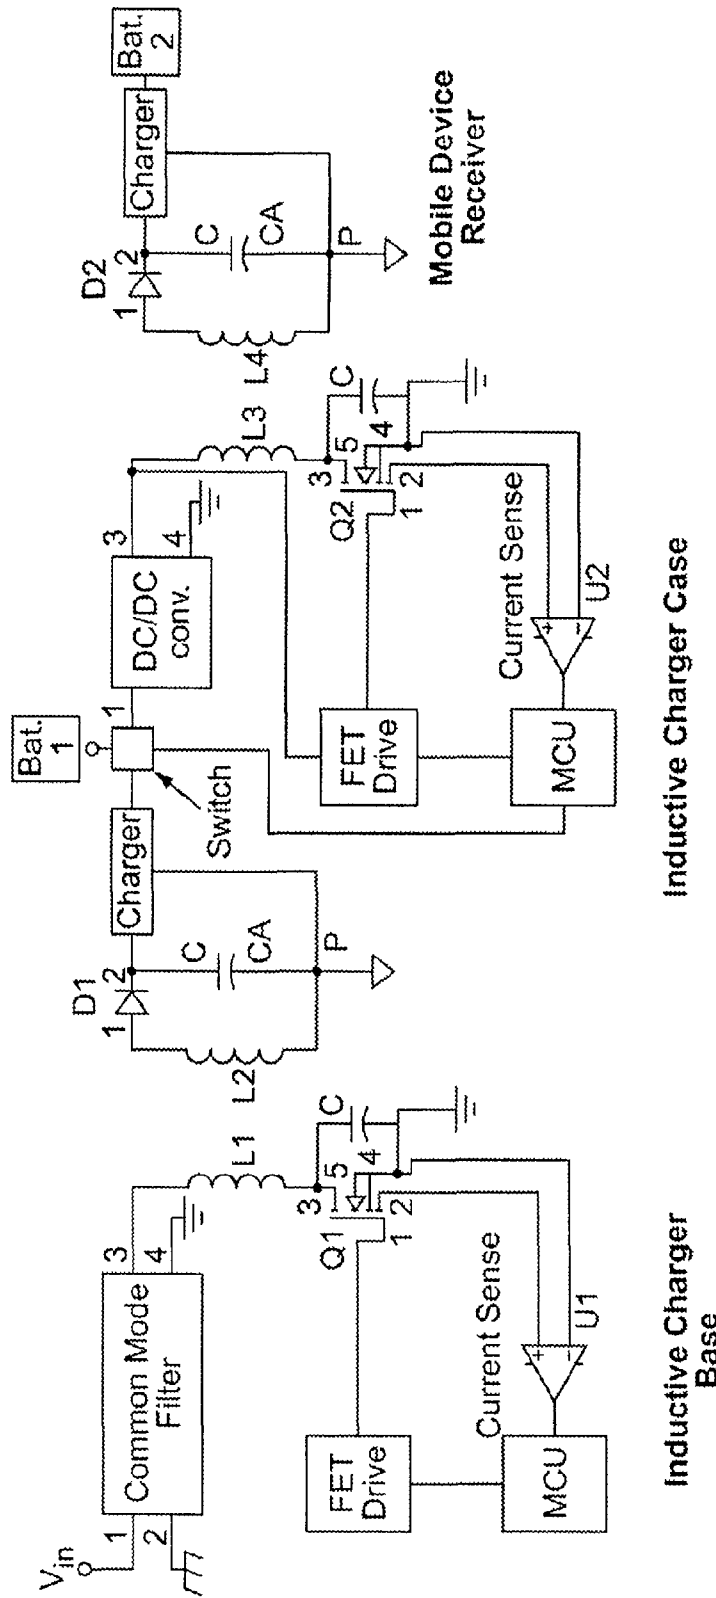 Vin
1
2
Common Mode
Filter
3
4
L1
3
5
4
C
Q1
1
2
FET
Drive
Current Sense
+
−
U1
MCU
Inductive Charger
Base
L2
D1
1
2
C
CA
P
Charger
Switch
Bat.
1
1
DC/DC
conv.
3
4
L3
3
5
4
C
Q2
1
2
FET
Drive
Current Sense
+
−
U2
MCU
Inductive Charger Case
L4
D2
1
2
C
CA
P
Charger
Bat.
2
Mobile Device
Receiver